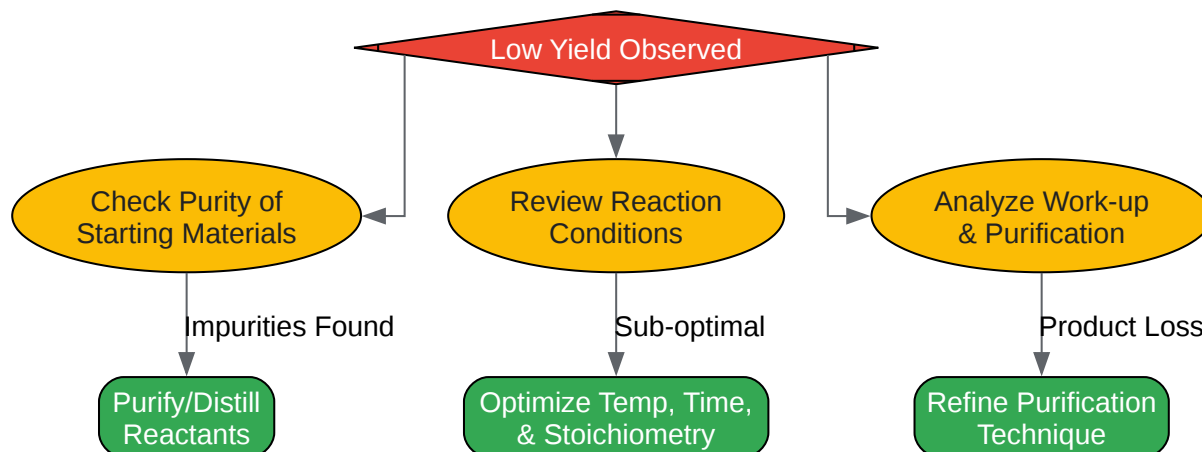 Low Yield Observed
Check Purity of
Starting Materials
Review Reaction
Conditions
Analyze Work-up
& Purification
Impurities Found
Sub-optimal
Product Loss
Purify/Distill
Reactants
Optimize Temp, Time,
& Stoichiometry
Refine Purification
Technique